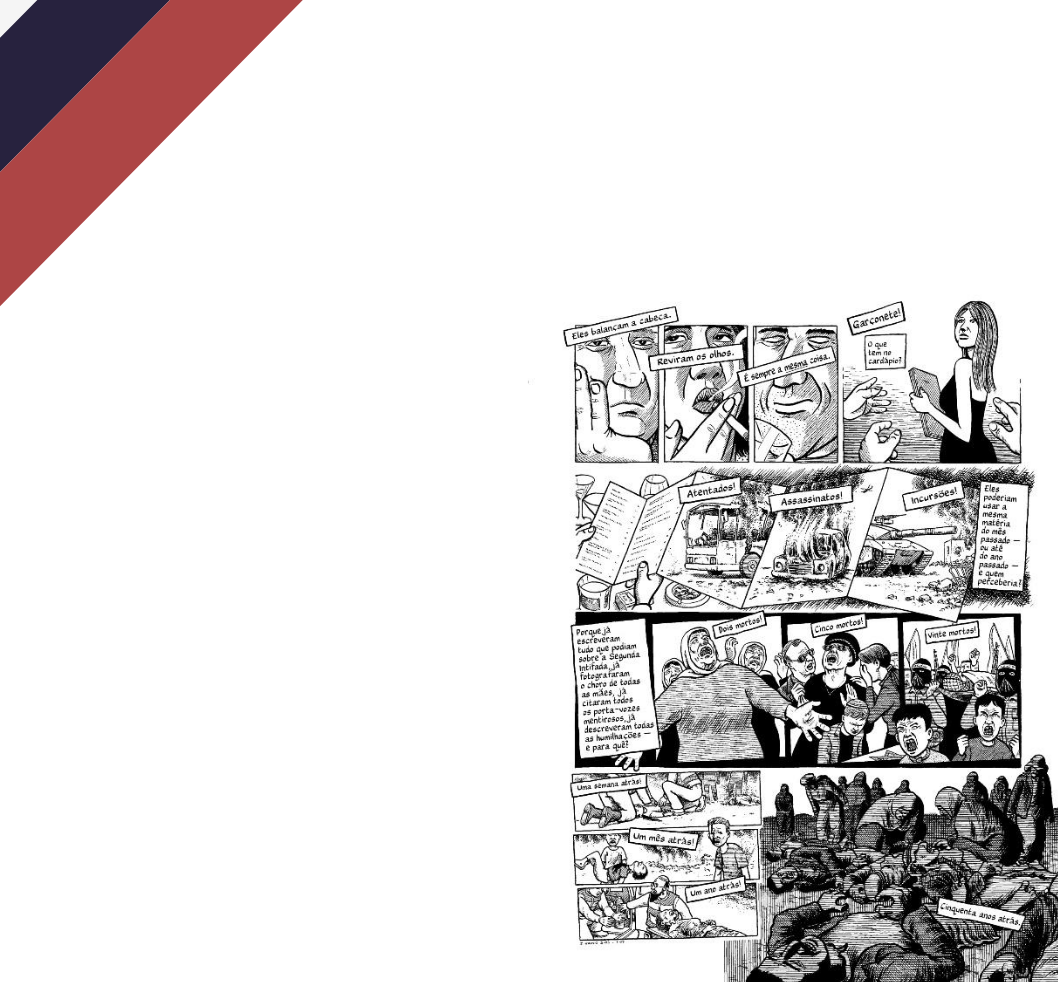 Eles balançam a cabeça.
Reviram os olhos.
É sempre a mesma coisa.
Garçonete!
O que
tem no
cardápio?
Atentados!
Assassinatos!
Incursões!
Eles
poderiam
usar a
mesma
matéria
do mês
passado —
ou até
do ano
passado —
e quem
perceberia?
Porque já
escreveram
tudo que podiam
sobre a Segunda
Intifada, já
fotografaram
o choro de todas
as mães, já
citaram todos
os porta-vozes
mentirosos, já
descreveram todas
as humilhações —
e para quê?
Dois mortos!
Cinco mortos!
Vinte mortos!
Uma semana atrás!
Um mês atrás!
Um ano atrás!
Cinquenta anos atrás.